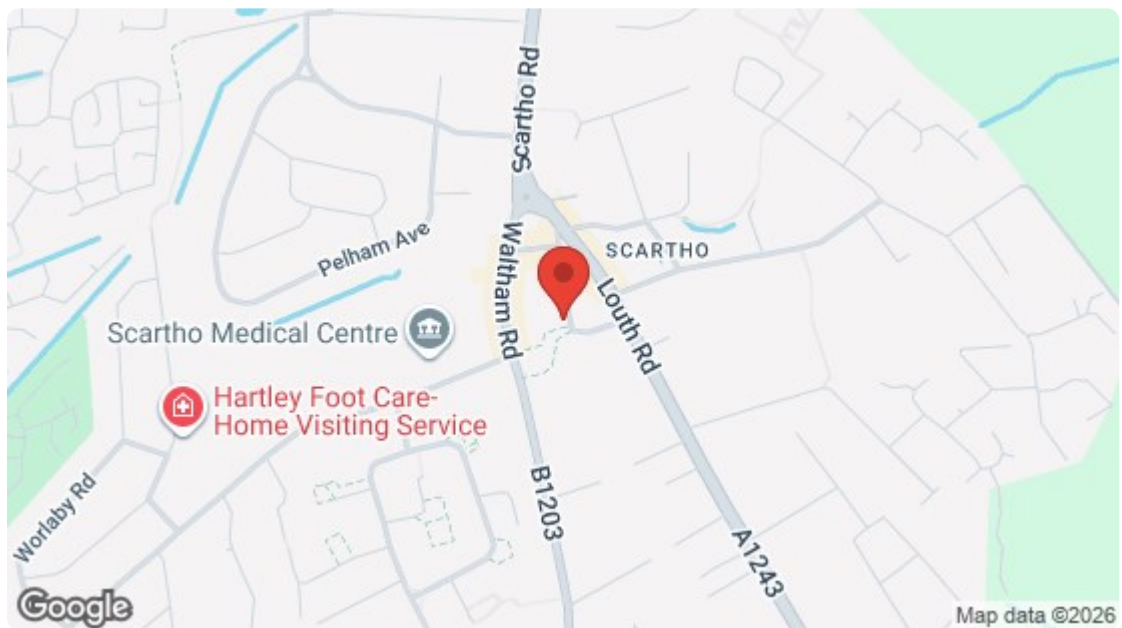 Scartho Rd
Pelham Ave
Waltham Rd
SCARTHO
Louth Rd
Scartho Medical Centre
Hartley Foot Care-
Home Visiting Service
Worlaby Rd
B1203
A1243
Google
Map data ©2026